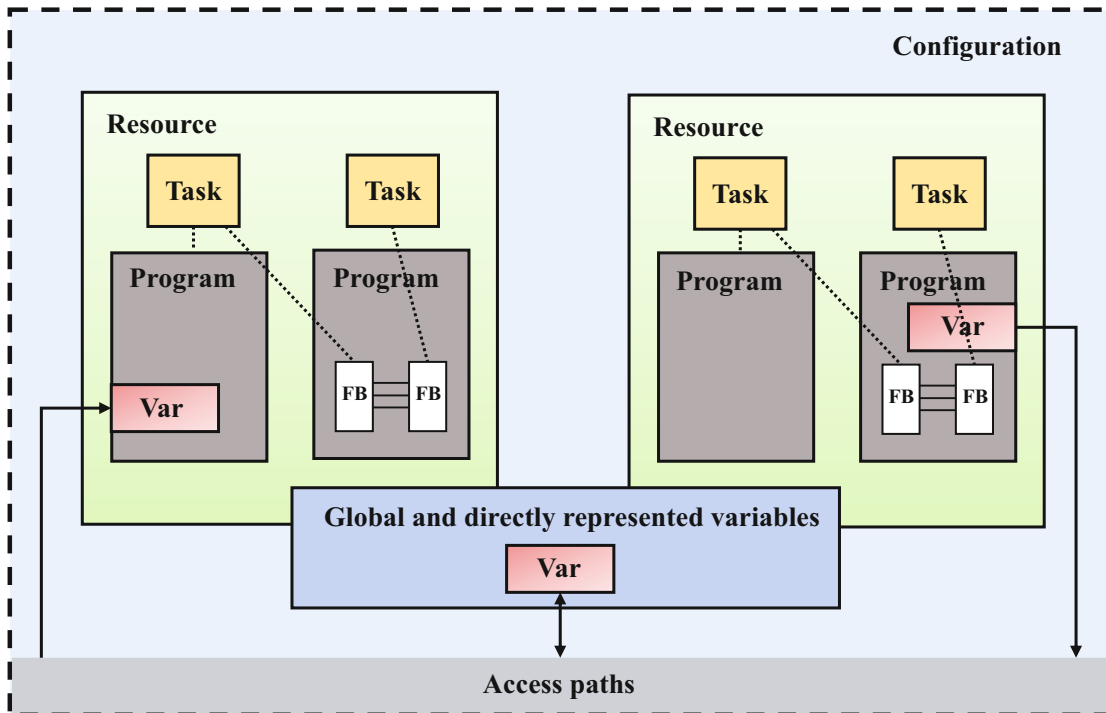 Configuration
Resource
Resource
Task
Task
Task
Task
Program
Program
Program
Program
Var
Var
FB
FB
FB
FB
Global and directly represented variables
Var
Access paths